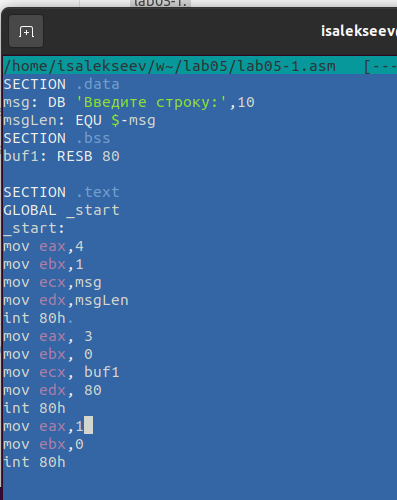 lab05-1.
isalekseev@
/home/isalekseev/w~/lab05/lab05-1.asm [---
SECTION .data
msg: DB 'Введите строку:',10
msgLen: EQU $-msg
SECTION .bss
buf1: RESB 80
SECTION .text
GLOBAL _start
_start:
mov eax,4
mov ebx,1
mov ecx,msg
mov edx,msgLen
int 80h.
mov eax, 3
mov ebx, 0
mov ecx, buf1
mov edx, 80
int 80h
mov eax,1
mov ebx,0
int 80h